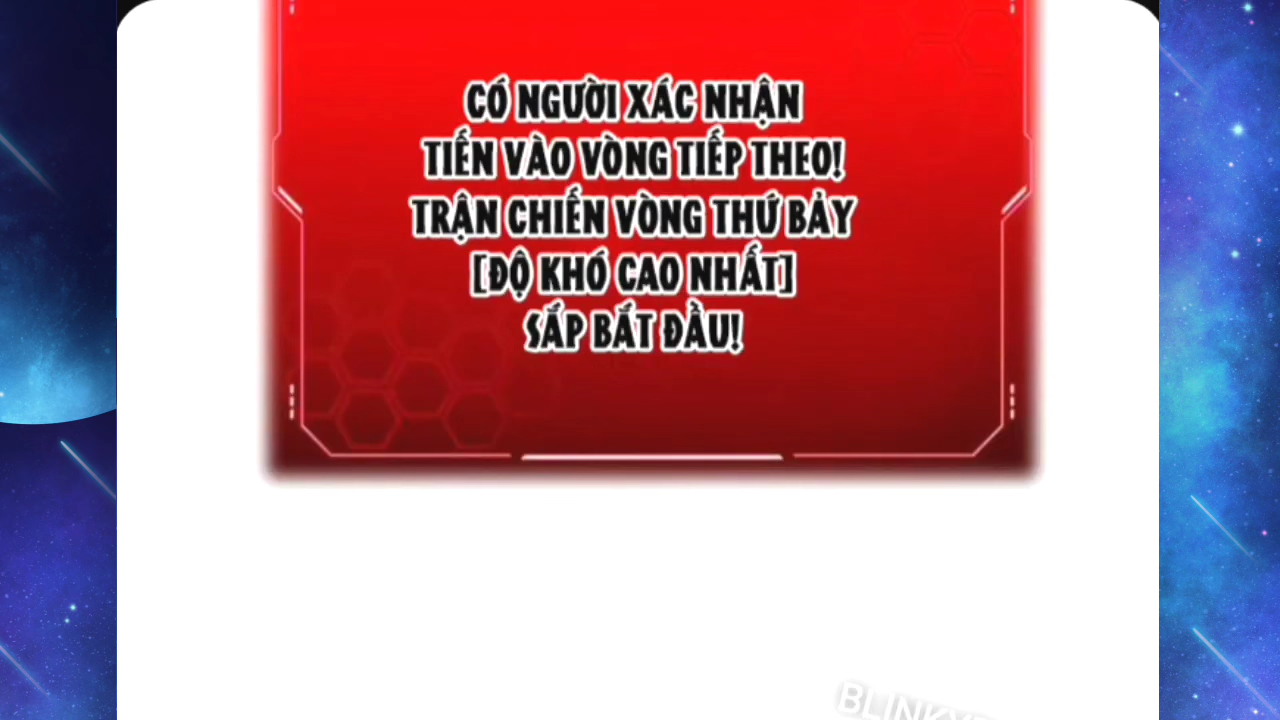 CÓ NGƯỜI XÁC NHẬN
TIẾN VÀO VÒNG TIẾP THEO!
TRẬN CHIẾN VÒNG THỨ BẢY
[ĐỘ KHÓ CAO NHẤT]
SẮP BẮT ĐẦU!